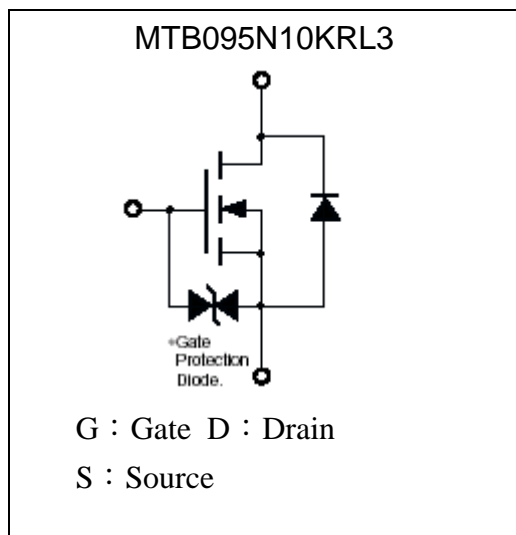 MTB095N10KRL3
*Gate
Protection
Diode.
G：Gate D：Drain
S：Source